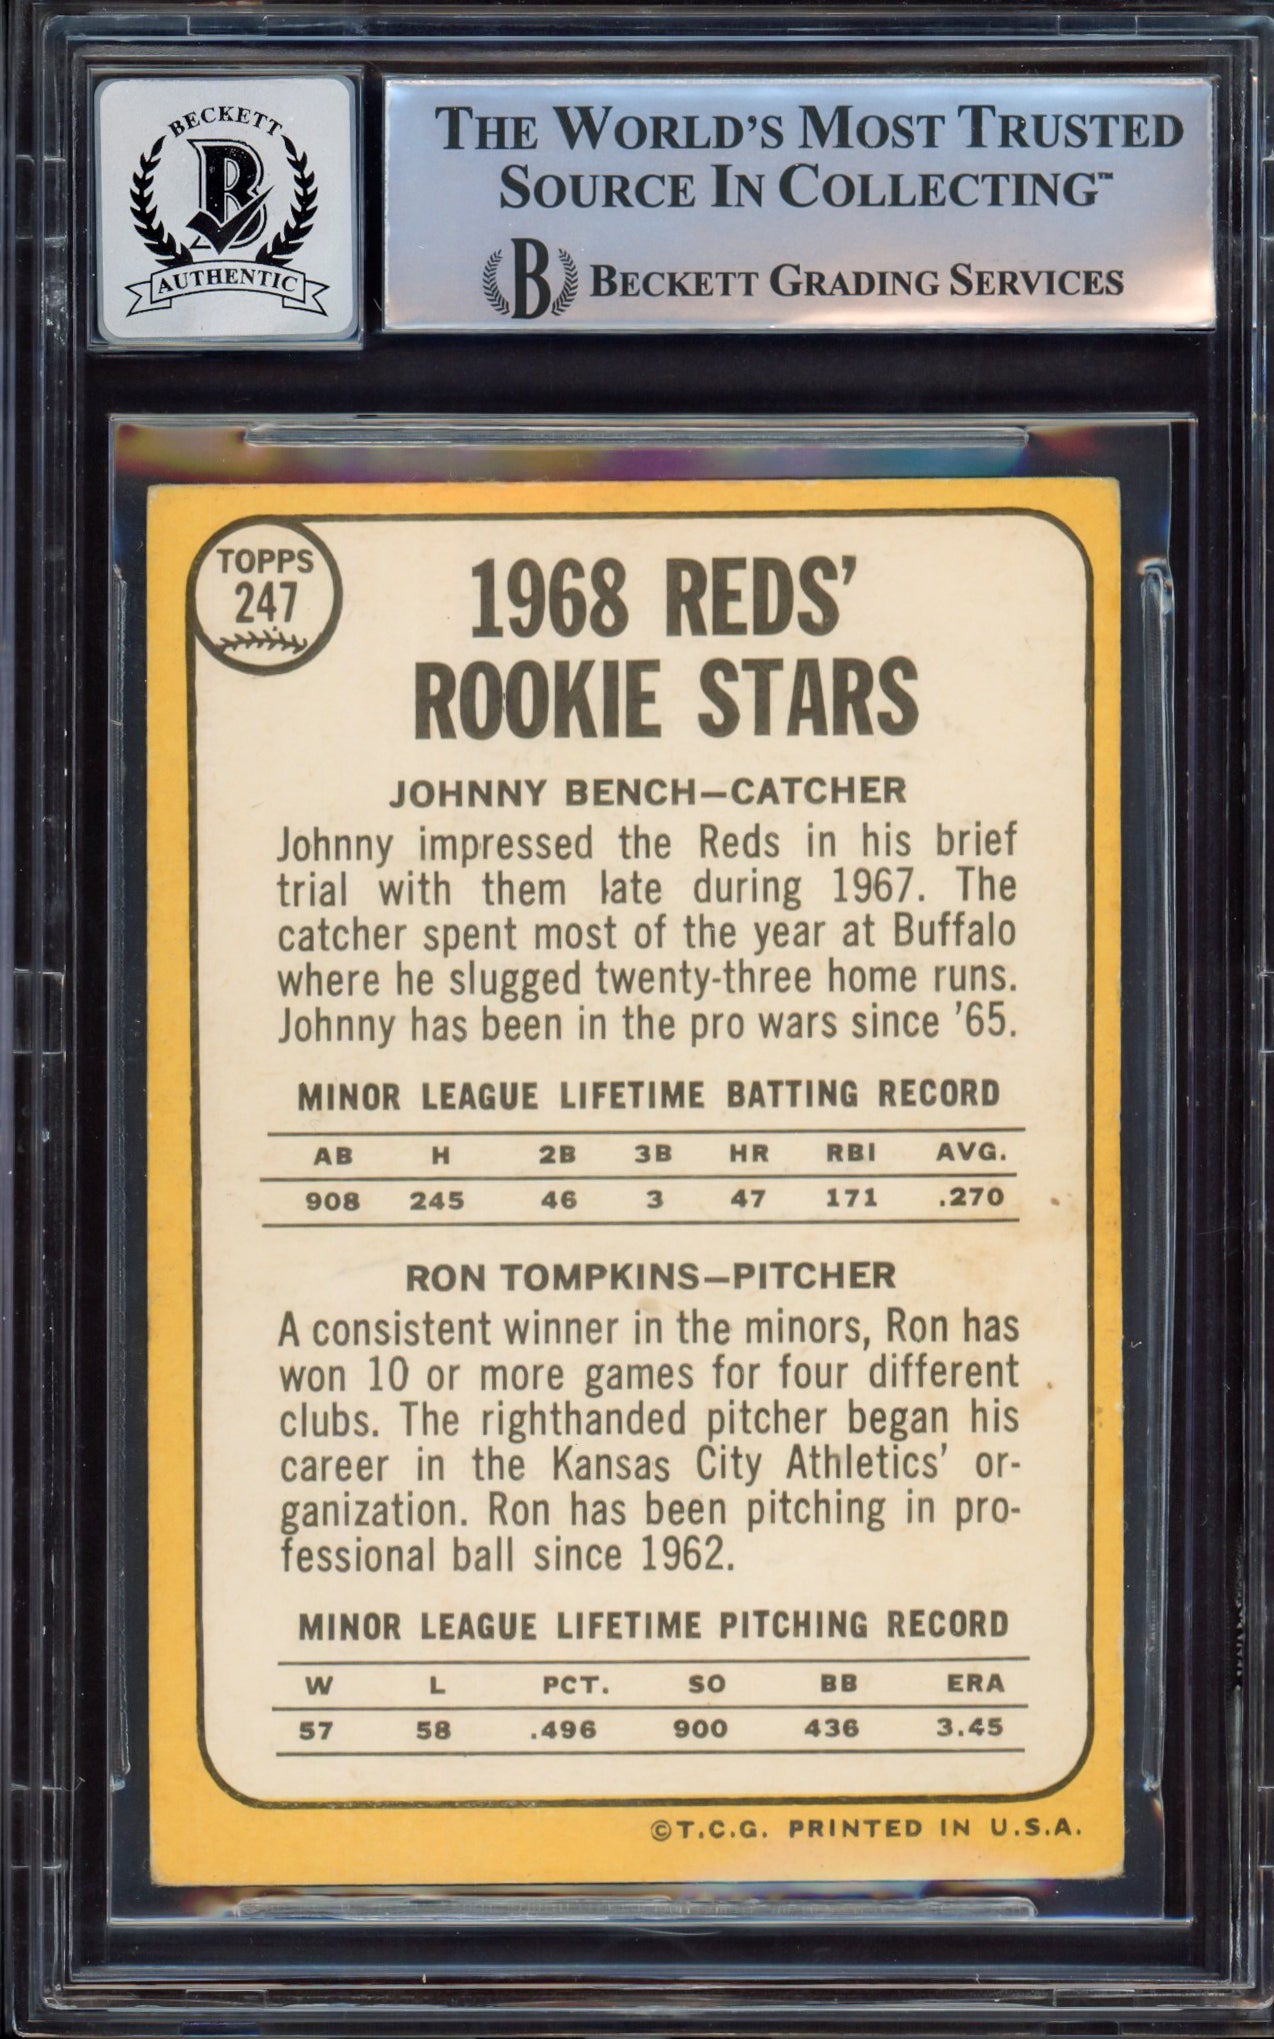 BECKETT
B
AUTHENTIC
THE WORLD'S MOST TRUSTED
SOURCE IN COLLECTING™
B BECKETT GRADING SERVICES
TOPPS
247
1968 REDS'
ROOKIE STARS
JOHNNY BENCH—CATCHER
Johnny impressed the Reds in his brief
trial with them late during 1967. The
catcher spent most of the year at Buffalo
where he slugged twenty-three home runs.
Johnny has been in the pro wars since '65.
MINOR LEAGUE LIFETIME BATTING RECORD
AB H 2B 3B HR RBI AVG.
908 245 46 3 47 171 .270
RON TOMPKINS—PITCHER
A consistent winner in the minors, Ron has
won 10 or more games for four different
clubs. The righthanded pitcher began his
career in the Kansas City Athletics' or-
ganization. Ron has been pitching in pro-
fessional ball since 1962.
MINOR LEAGUE LIFETIME PITCHING RECORD
W L PCT. SO BB ERA
57 58 .496 900 436 3.45
©T.C.G. PRINTED IN U.S.A.